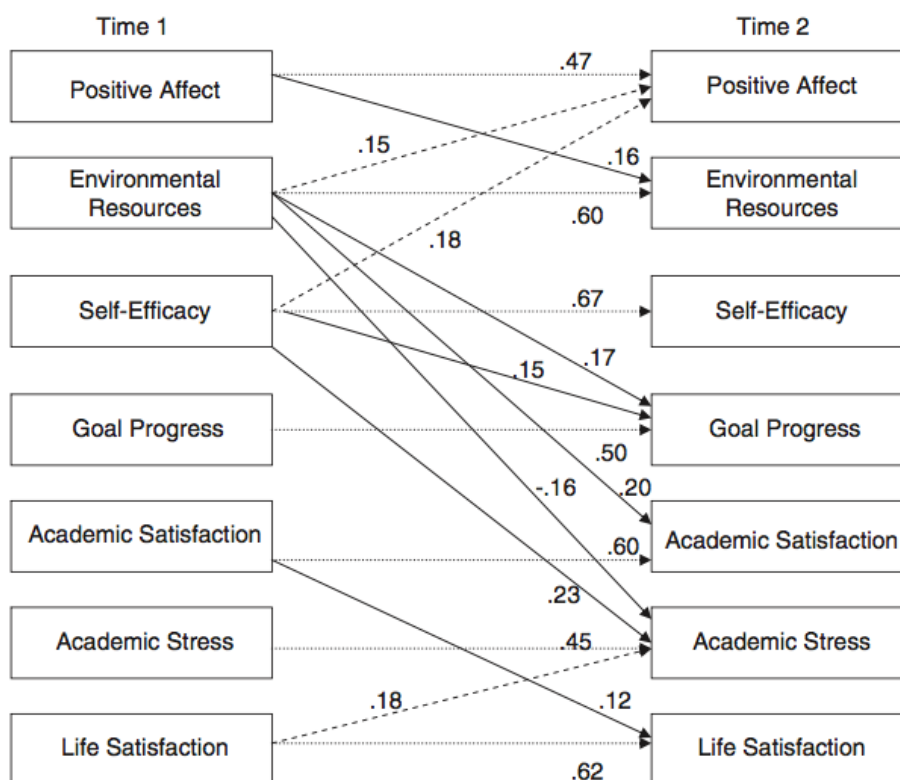 Time 1
Time 2
Positive Affect
.47
Positive Affect
.15
.16
Environmental
Resources
Environmental
Resources
.60
.18
Self-Efficacy
.67
Self-Efficacy
.17
.15
Goal Progress
Goal Progress
.50
-.16
.20
Academic Satisfaction
.60
Academic Satisfaction
.23
Academic Stress
.45
Academic Stress
.18
.12
Life Satisfaction
Life Satisfaction
.62